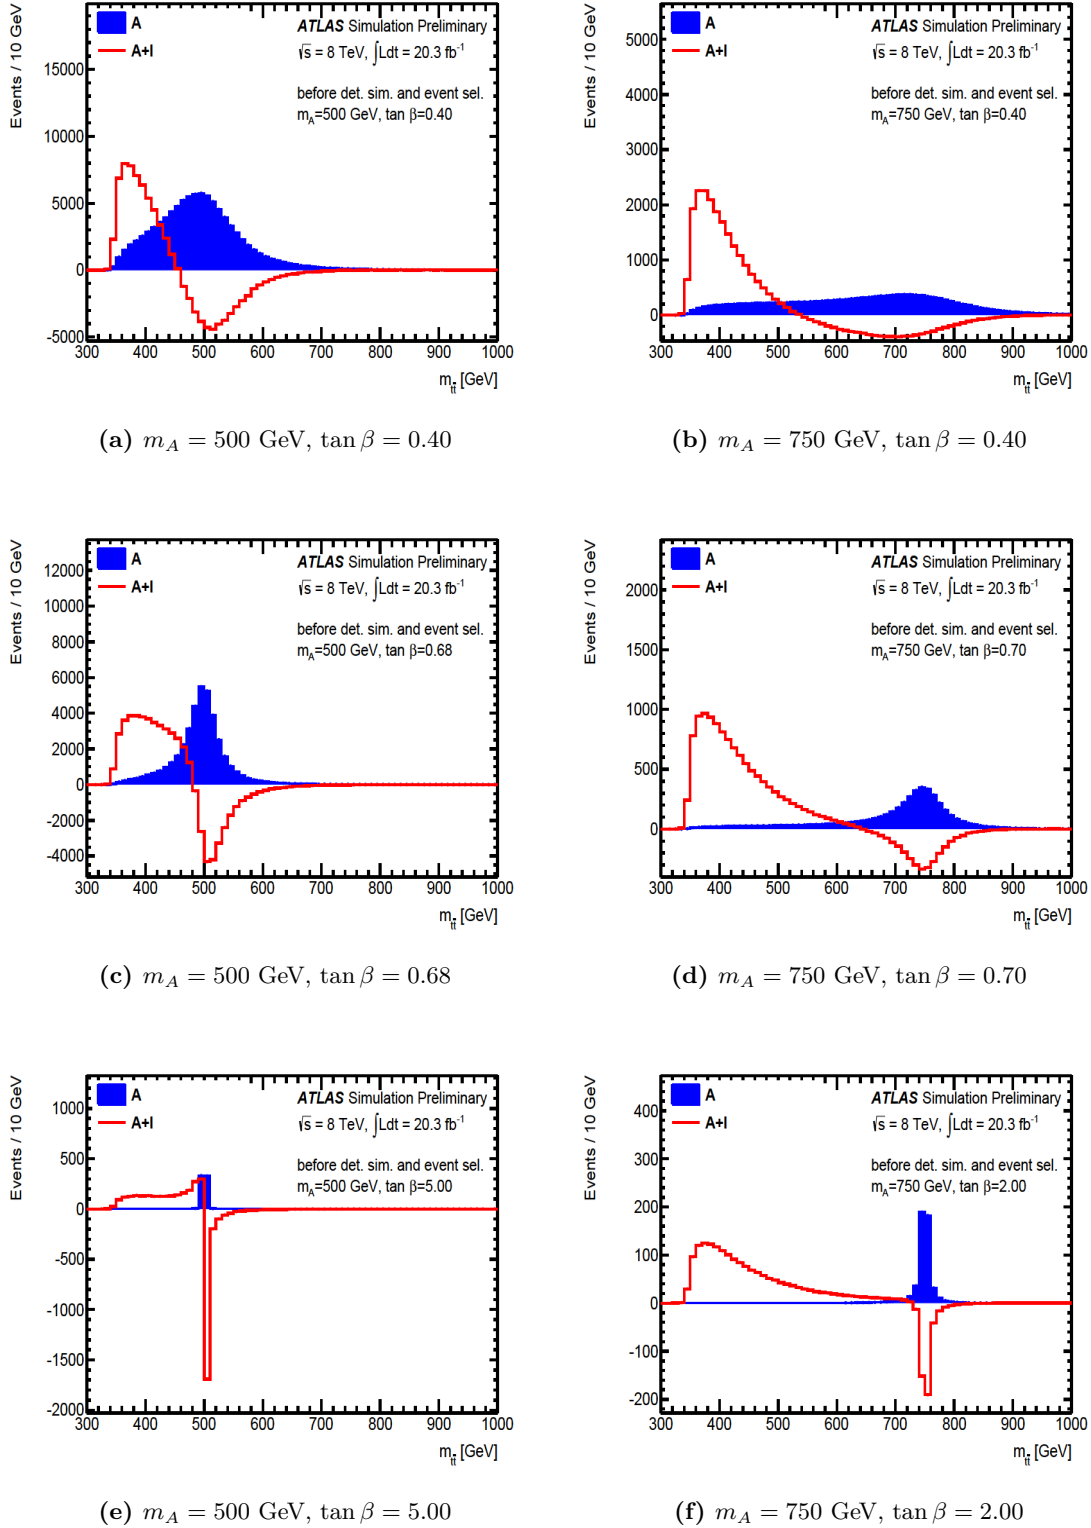 Events / 10 GeV
15000
10000
5000
0
-5000
300 400 500 600 700 800 900 1000
m_tt̄ [GeV]
A
A+I
ATLAS Simulation Preliminary
√s = 8 TeV, ∫Ldt = 20.3 fb⁻¹
before det. sim. and event sel.
m_A=500 GeV, tan β=0.40
(a) m_A = 500 GeV, tan β = 0.40
Events / 10 GeV
5000
4000
3000
2000
1000
0
300 400 500 600 700 800 900 1000
m_tt̄ [GeV]
A
A+I
ATLAS Simulation Preliminary
√s = 8 TeV, ∫Ldt = 20.3 fb⁻¹
before det. sim. and event sel.
m_A=750 GeV, tan β=0.40
(b) m_A = 750 GeV, tan β = 0.40
Events / 10 GeV
12000
10000
8000
6000
4000
2000
0
-2000
-4000
300 400 500 600 700 800 900 1000
m_tt̄ [GeV]
A
A+I
ATLAS Simulation Preliminary
√s = 8 TeV, ∫Ldt = 20.3 fb⁻¹
before det. sim. and event sel.
m_A=500 GeV, tan β=0.68
(c) m_A = 500 GeV, tan β = 0.68
Events / 10 GeV
2000
1500
1000
500
0
300 400 500 600 700 800 900 1000
m_tt̄ [GeV]
A
A+I
ATLAS Simulation Preliminary
√s = 8 TeV, ∫Ldt = 20.3 fb⁻¹
before det. sim. and event sel.
m_A=750 GeV, tan β=0.70
(d) m_A = 750 GeV, tan β = 0.70
Events / 10 GeV
1000
500
0
-500
-1000
-1500
-2000
300 400 500 600 700 800 900 1000
m_tt̄ [GeV]
A
A+I
ATLAS Simulation Preliminary
√s = 8 TeV, ∫Ldt = 20.3 fb⁻¹
before det. sim. and event sel.
m_A=500 GeV, tan β=5.00
(e) m_A = 500 GeV, tan β = 5.00
Events / 10 GeV
400
300
200
100
0
-100
-200
300 400 500 600 700 800 900 1000
m_tt̄ [GeV]
A
A+I
ATLAS Simulation Preliminary
√s = 8 TeV, ∫Ldt = 20.3 fb⁻¹
before det. sim. and event sel.
m_A=750 GeV, tan β=2.00
(f) m_A = 750 GeV, tan β = 2.00